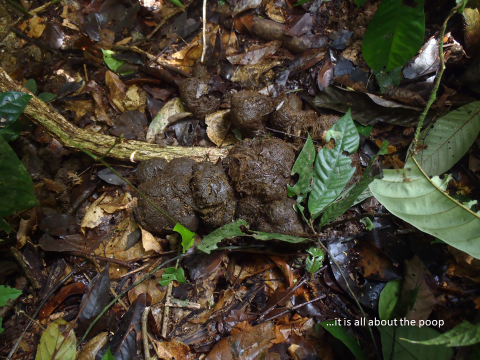 ...it is all about the poop